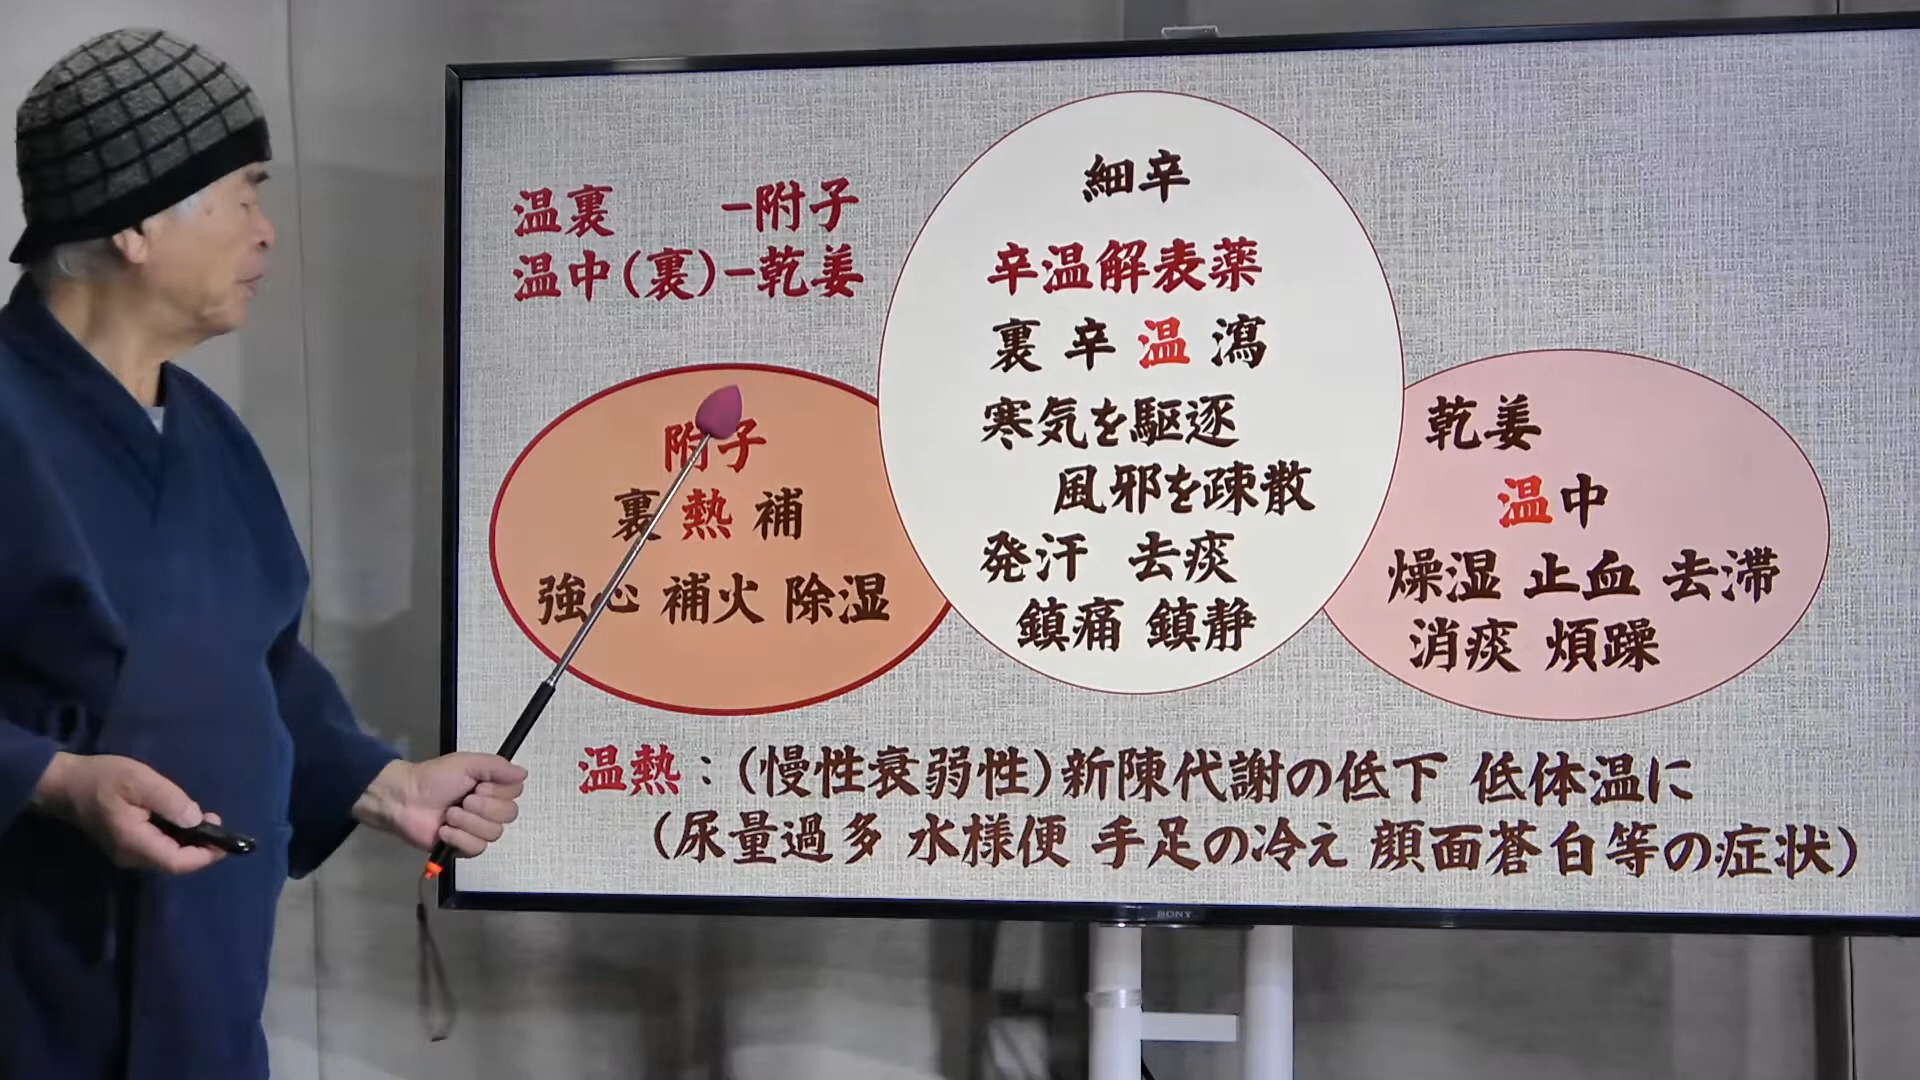 温裏 −附子
温中(裏)−乾姜
細辛
辛温解表薬
裏 辛 温 瀉
寒気を駆逐
風邪を疎散
発汗 去痰
鎮痛 鎮静
附子
裏 熱 補
強心 補火 除湿
乾姜
温中
燥湿 止血 去滞
消痰 煩躁
温熱:(慢性衰弱性)新陳代謝の低下 低体温に
(尿量過多 水様便 手足の冷え 顔面蒼白等の症状)
SONY